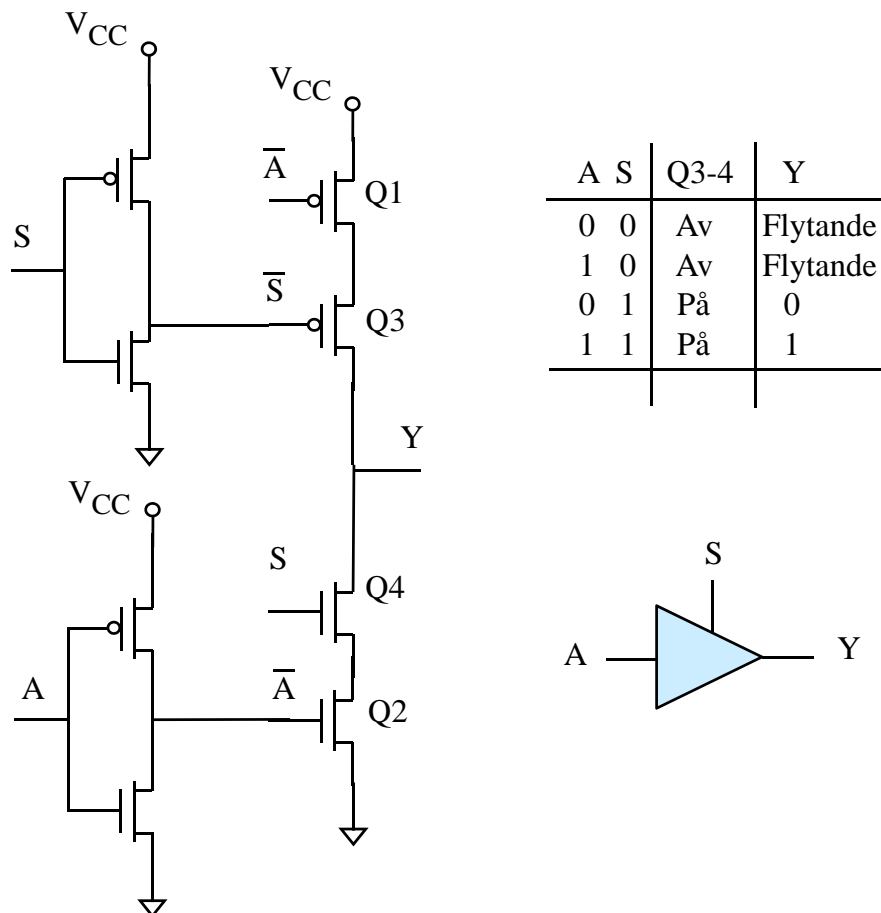 V_CC
V_CC
A̅
Q1
S
S̅
Q3
Y
V_CC
S
Q4
A
A̅
Q2
A S Q3-4 Y
0 0 Av Flytande
1 0 Av Flytande
0 1 På 0
1 1 På 1
S
A
Y